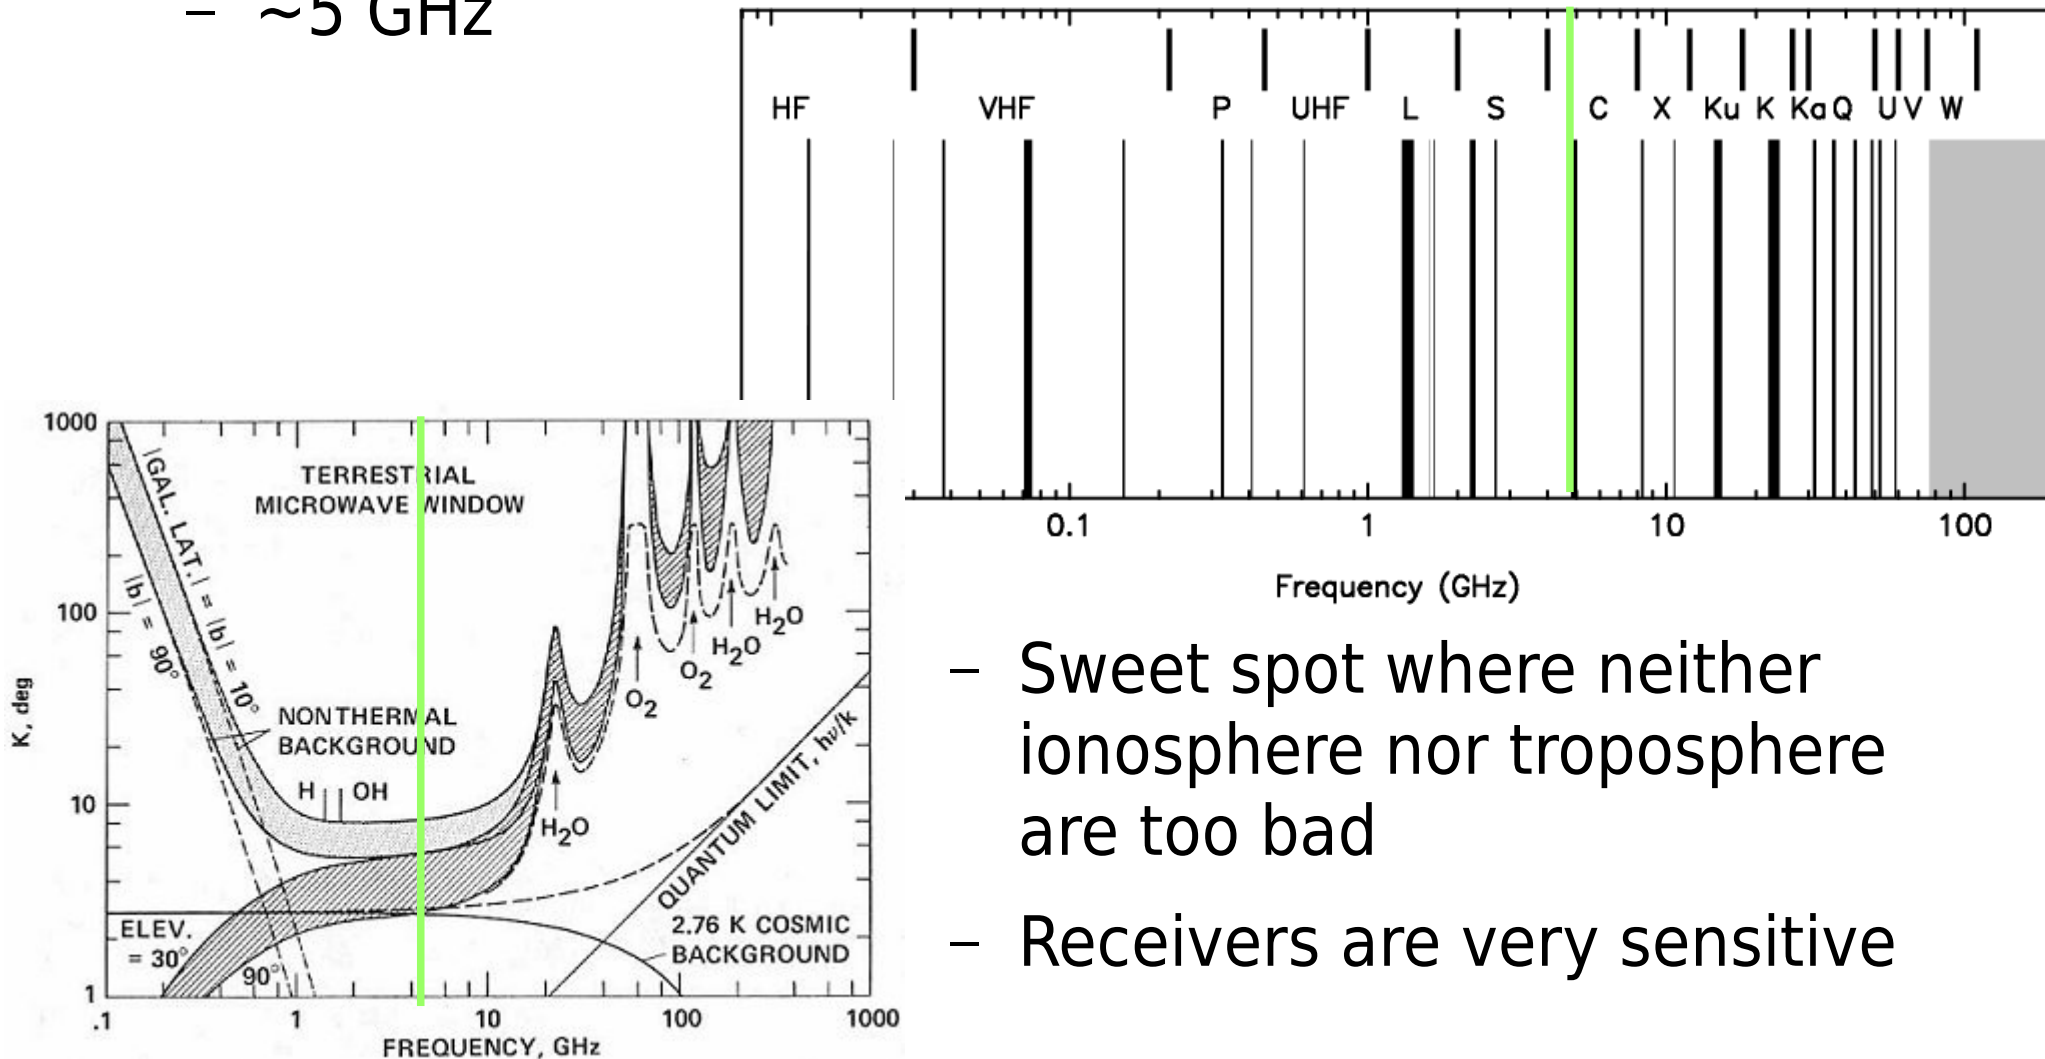 – ~5 GHz
HF VHF P UHF L S C X Ku K Ka Q U V W
0.1 1 10 100
Frequency (GHz)
1000
100
10
1
K, deg
TERRESTRIAL
MICROWAVE WINDOW
|GAL. LAT.| = |b| = 10°
|b| = 90°
NONTHERMAL
BACKGROUND
H OH
H2O
O2
O2
H2O
H2O
QUANTUM LIMIT, hν/k
2.76 K COSMIC
BACKGROUND
ELEV.
= 30°
90°
.1 1 10 100 1000
FREQUENCY, GHz
– Sweet spot where neither
ionosphere nor troposphere
are too bad
– Receivers are very sensitive